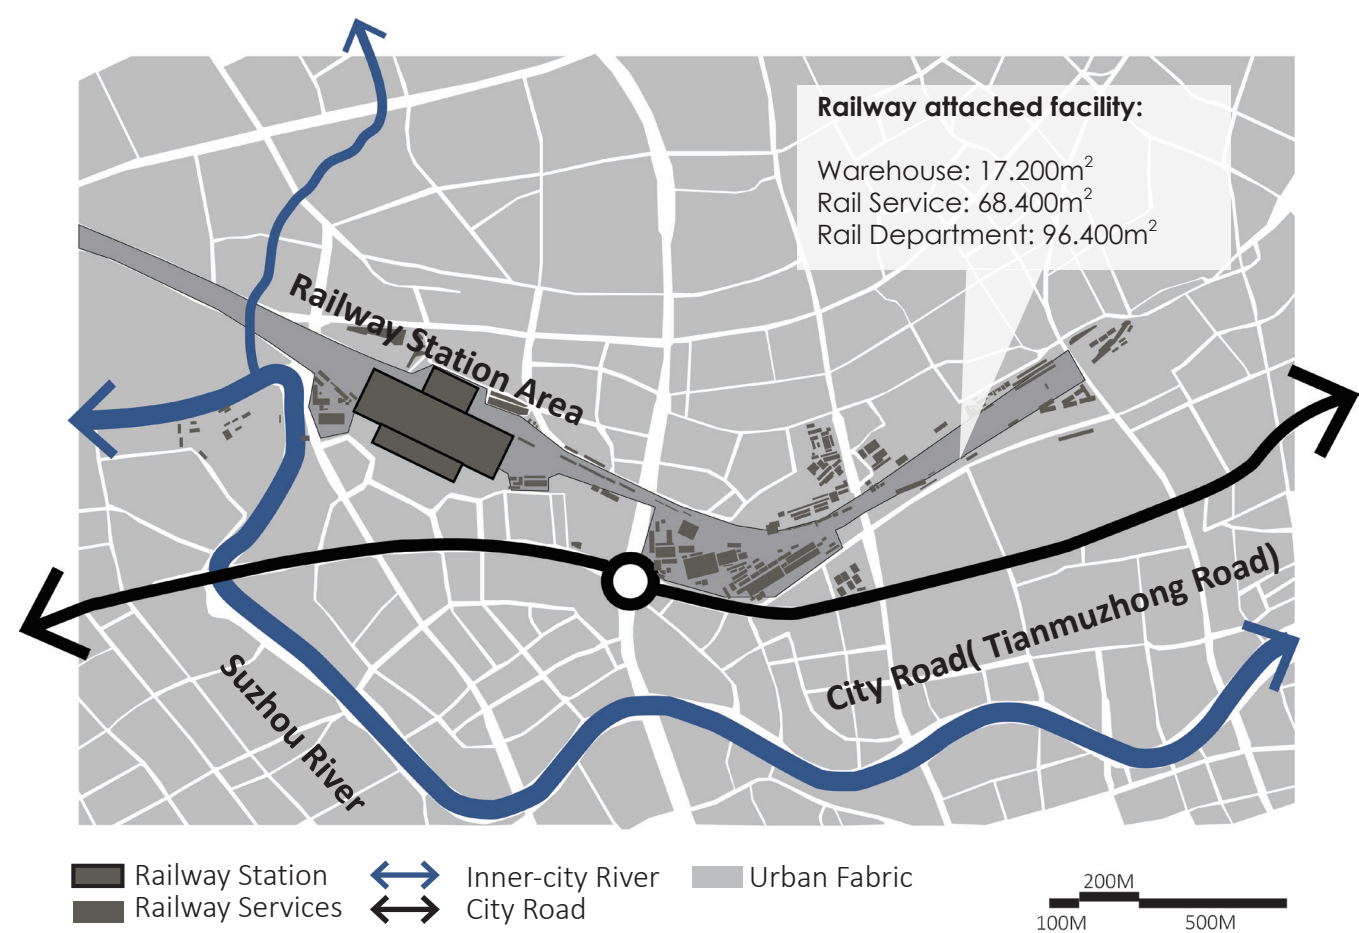 Railway attached facility:
Warehouse: 17.200m²
Rail Service: 68.400m²
Rail Department: 96.400m²
Railway Station Area
City Road( Tianmuzhong Road)
Suzhou River
Railway Station
Railway Services
Inner-city River
City Road
Urban Fabric
200M
100M
500M